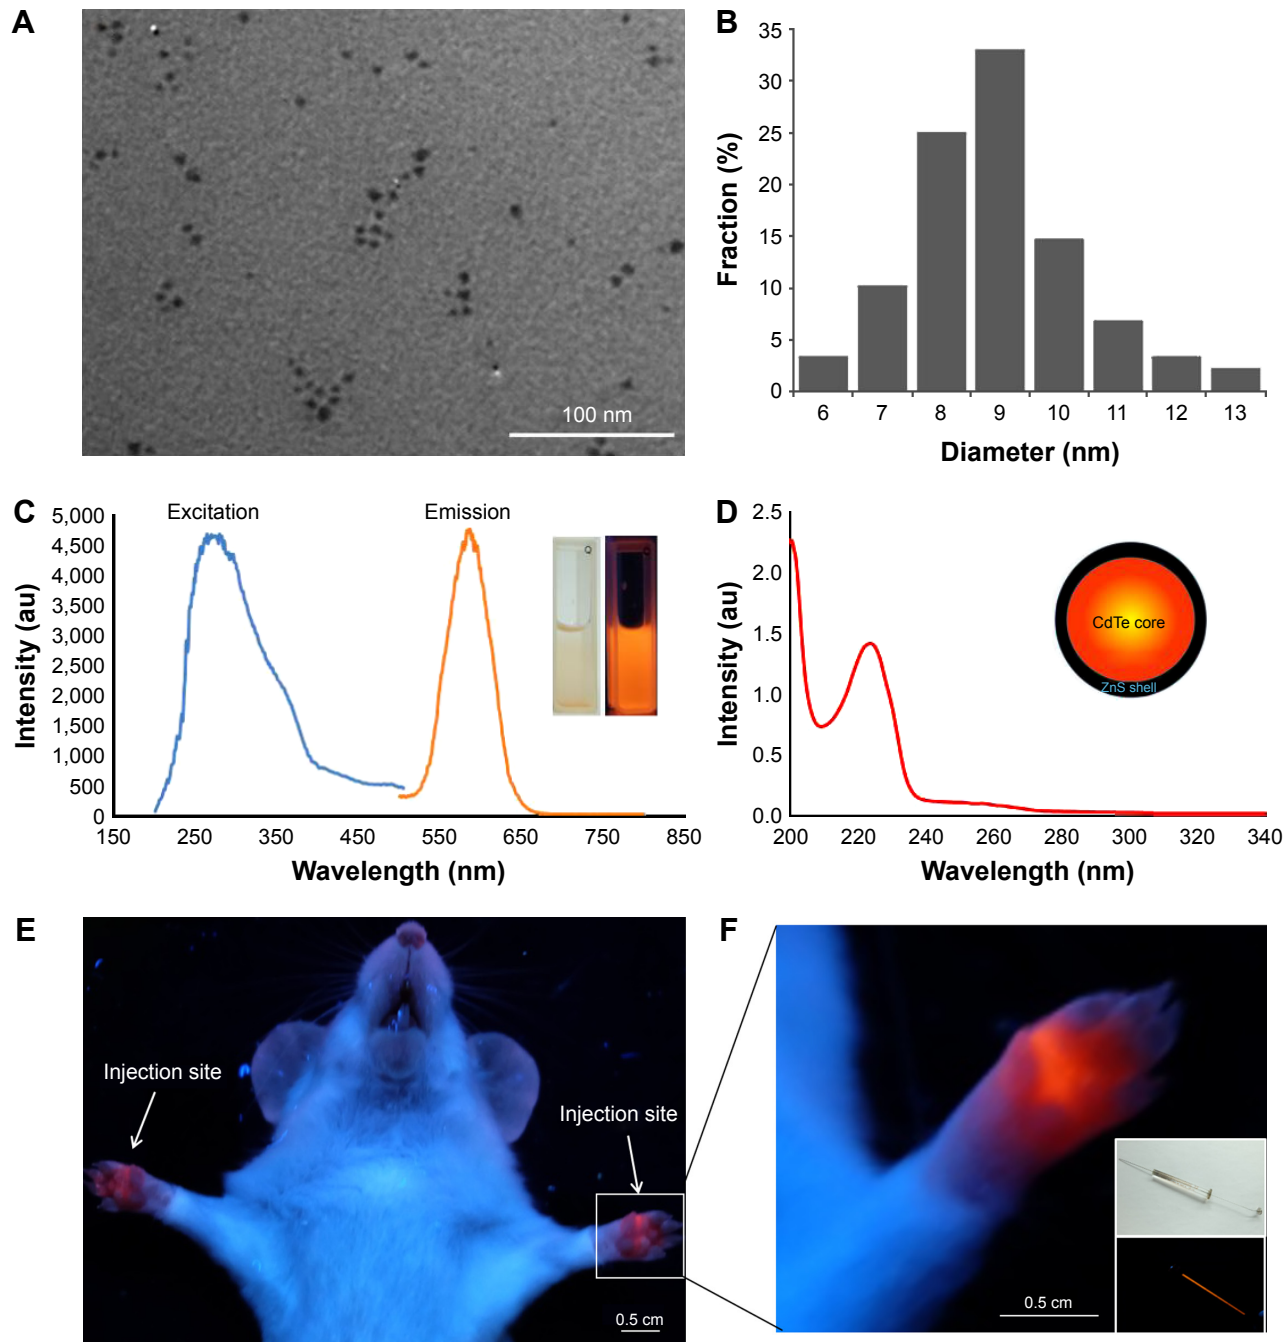 A
100 nm
B
35
30
25
20
15
10
5
0
Fraction (%)
6 7 8 9 10 11 12 13
Diameter (nm)
C
Excitation
Emission
5,000
4,500
4,000
3,500
3,000
2,500
2,000
1,500
1,000
500
0
Intensity (au)
150 250 350 450 550 650 750 850
Wavelength (nm)
Q
D
2.5
2.0
1.5
1.0
0.5
0.0
Intensity (au)
CdTe core
ZnS shell
200 220 240 260 280 300 320 340
Wavelength (nm)
E
Injection site
Injection site
0.5 cm
F
0.5 cm